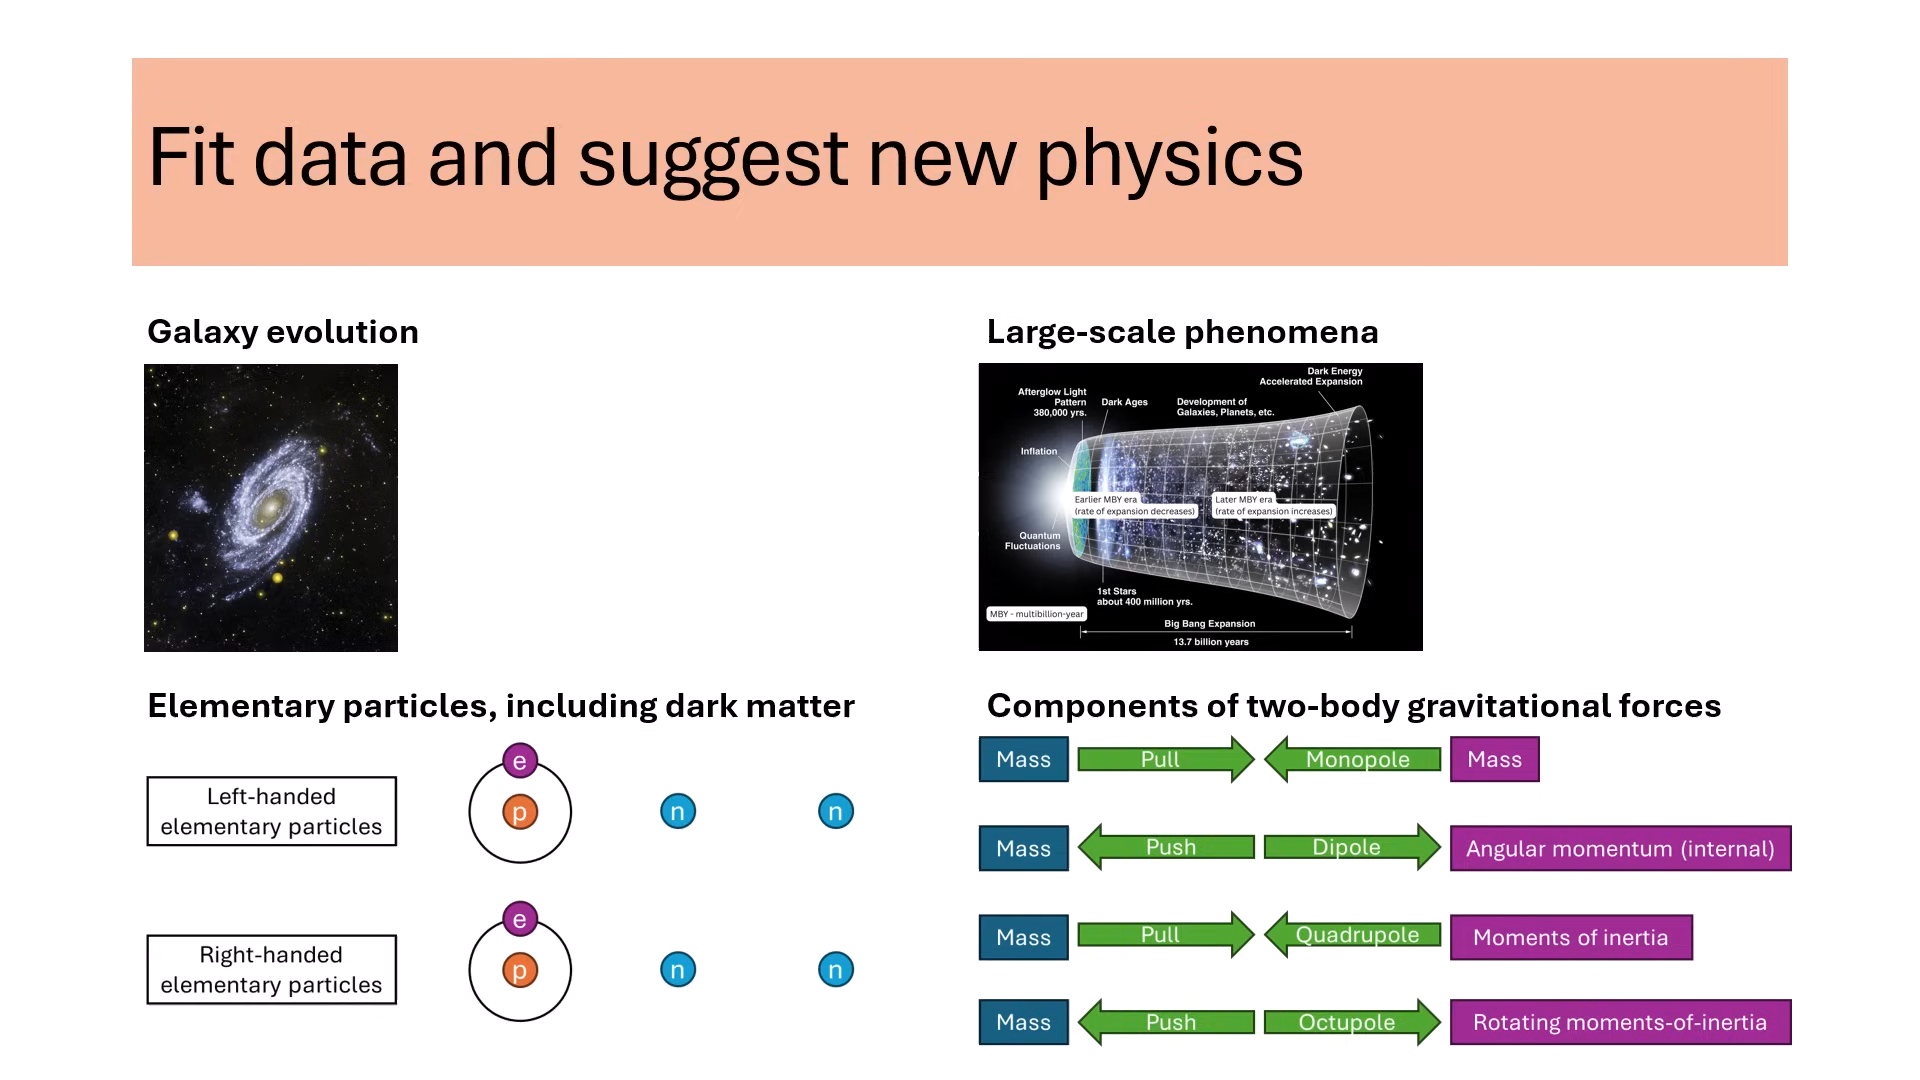 Fit data and suggest new physics
Galaxy evolution
Large-scale phenomena
Dark Energy
Accelerated Expansion
Afterglow Light
Pattern
380,000 yrs.
Dark Ages
Development of
Galaxies, Planets, etc.
Inflation
Earlier MBY era
(rate of expansion decreases)
Later MBY era
(rate of expansion increases)
Quantum
Fluctuations
1st Stars
about 400 million yrs.
MBY - multibillion-year
Big Bang Expansion
13.7 billion years
Elementary particles, including dark matter
Left-handed
elementary particles
e
p
n
n
Right-handed
elementary particles
e
p
n
n
Components of two-body gravitational forces
Mass Pull Monopole Mass
Mass Push Dipole Angular momentum (internal)
Mass Pull Quadrupole Moments of inertia
Mass Push Octupole Rotating moments-of-inertia